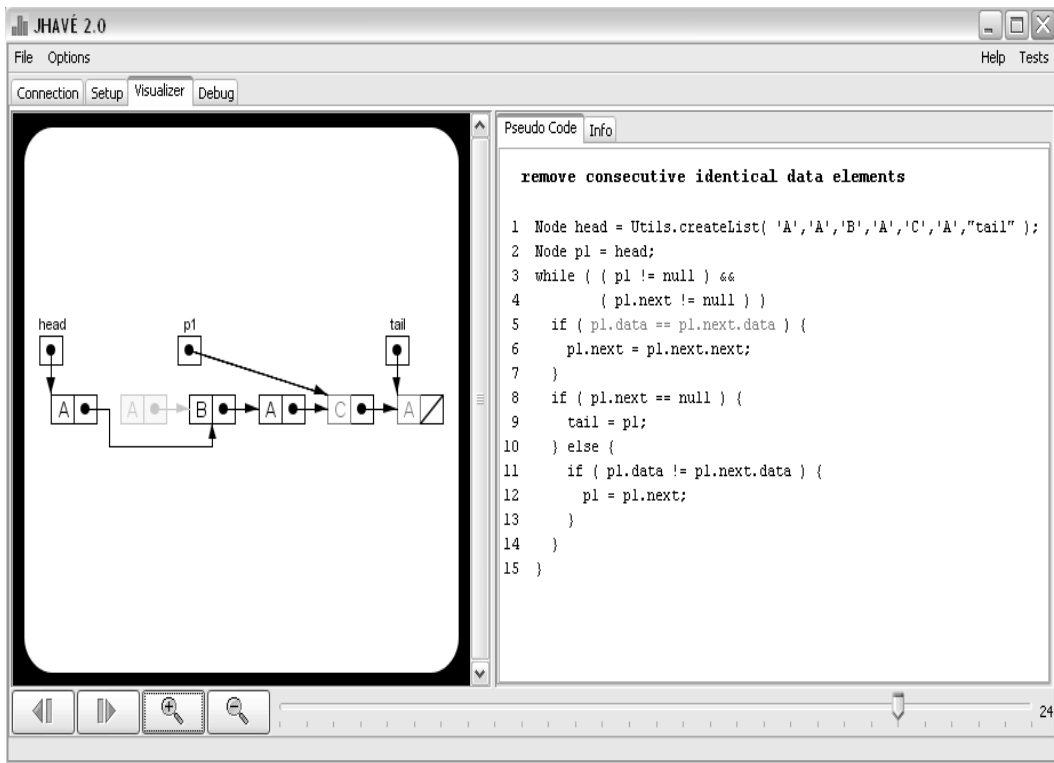 JHAVÉ 2.0
File Options Help Tests
Connection Setup Visualizer Debug
Pseudo Code Info
remove consecutive identical data elements
1 Node head = Utils.createList( 'A','A','B','A','C','A',"tail" );
2 Node p1 = head;
3 while ( ( p1 != null ) &&
4 ( p1.next != null ) )
5 if ( p1.data == p1.next.data ) {
6 p1.next = p1.next.next;
7 }
8 if ( p1.next == null ) {
9 tail = p1;
10 } else {
11 if ( p1.data != p1.next.data ) {
12 p1 = p1.next;
13 }
14 }
15 }
head p1 tail
A A B A C A
24